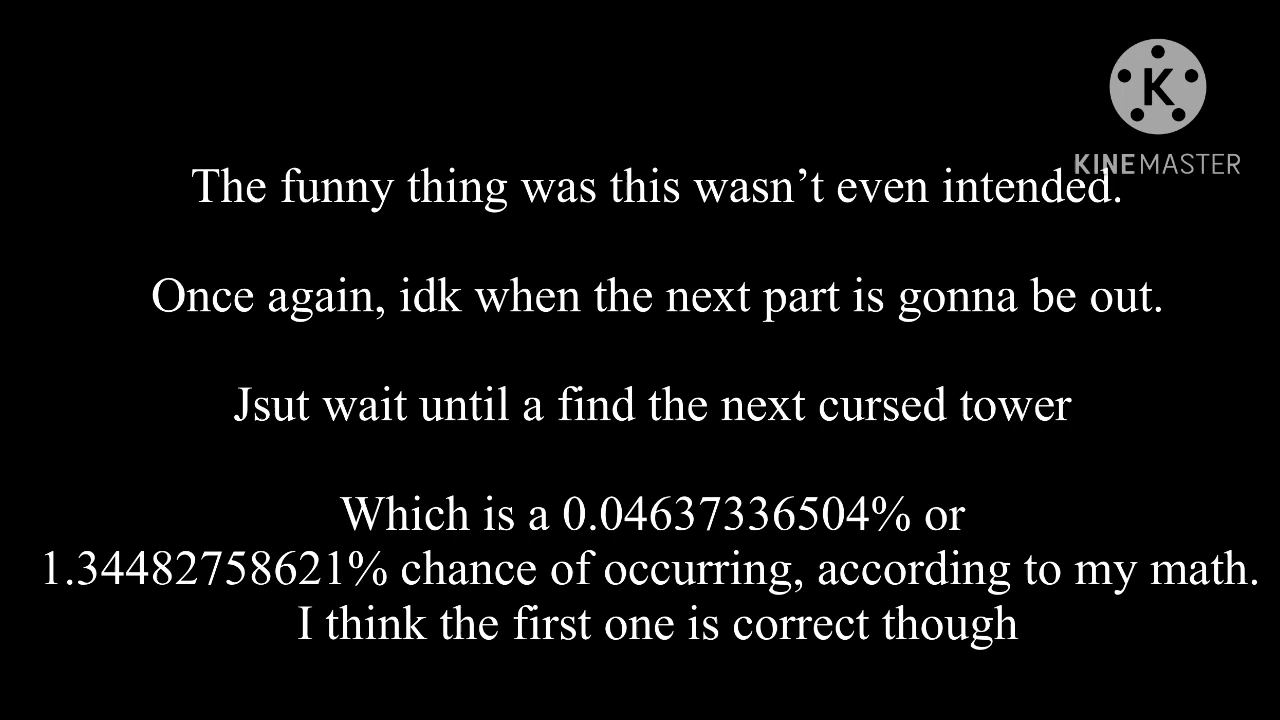 KINEMASTER
The funny thing was this wasn’t even intended.
Once again, idk when the next part is gonna be out.
Jsut wait until a find the next cursed tower
Which is a 0.04637336504% or
1.34482758621% chance of occurring, according to my math.
I think the first one is correct though